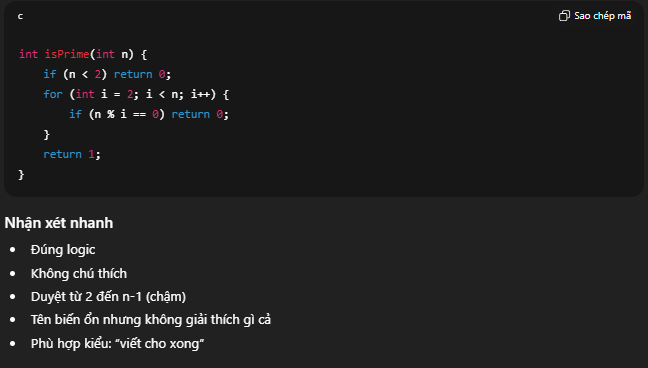 c
Sao chép mã
int isPrime(int n) {
    if (n < 2) return 0;
    for (int i = 2; i < n; i++) {
        if (n % i == 0) return 0;
    }
    return 1;
}
Nhận xét nhanh
• Đúng logic
• Không chú thích
• Duyệt từ 2 đến n-1 (chậm)
• Tên biến ổn nhưng không giải thích gì cả
• Phù hợp kiểu: “viết cho xong”